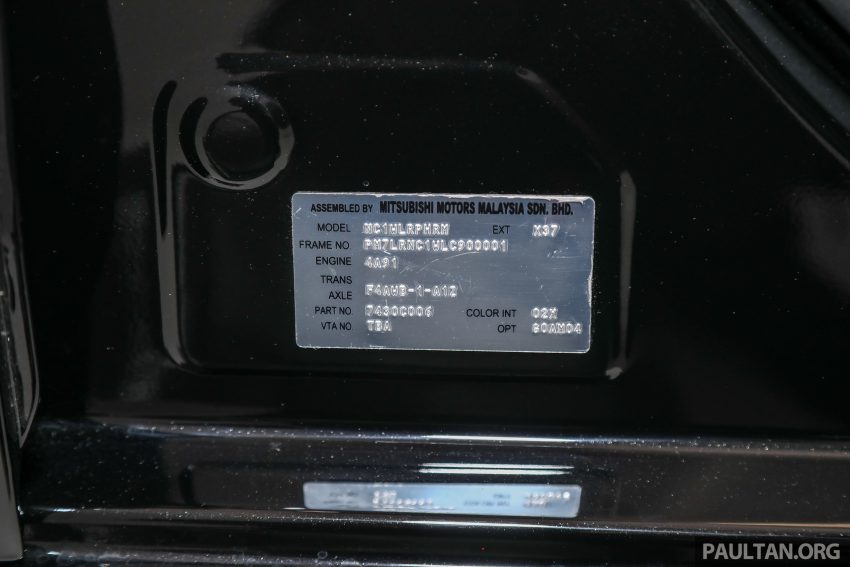 ASSEMBLED BY MITSUBISHI MOTORS MALAYSIA SDN. BHD.
MODEL NC1WLRPHRM EXT X37
FRAME NO. PM7LRNC1WLC900001
ENGINE 4A91
TRANS
AXLE F4AWB-1-A1Z
PART NO. 7430C006 COLOR INT 02X
VTA NO. TBA OPT 60AM04
PAULTAN.ORG